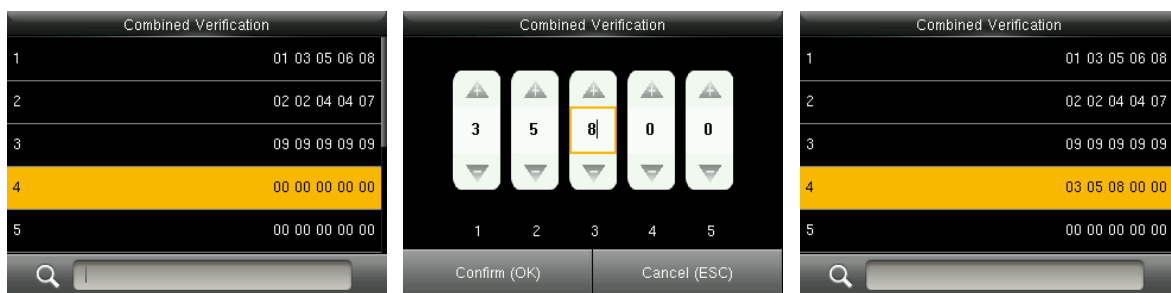 Combined Verification
1 01 03 05 06 08
2 02 02 04 04 07
3 09 09 09 09 09
4 00 00 00 00 00
5 00 00 00 00 00
Combined Verification
3 5 8 0 0
1 2 3 4 5
Confirm (OK) Cancel (ESC)
Combined Verification
1 01 03 05 06 08
2 02 02 04 04 07
3 09 09 09 09 09
4 03 05 08 00 00
5 00 00 00 00 00